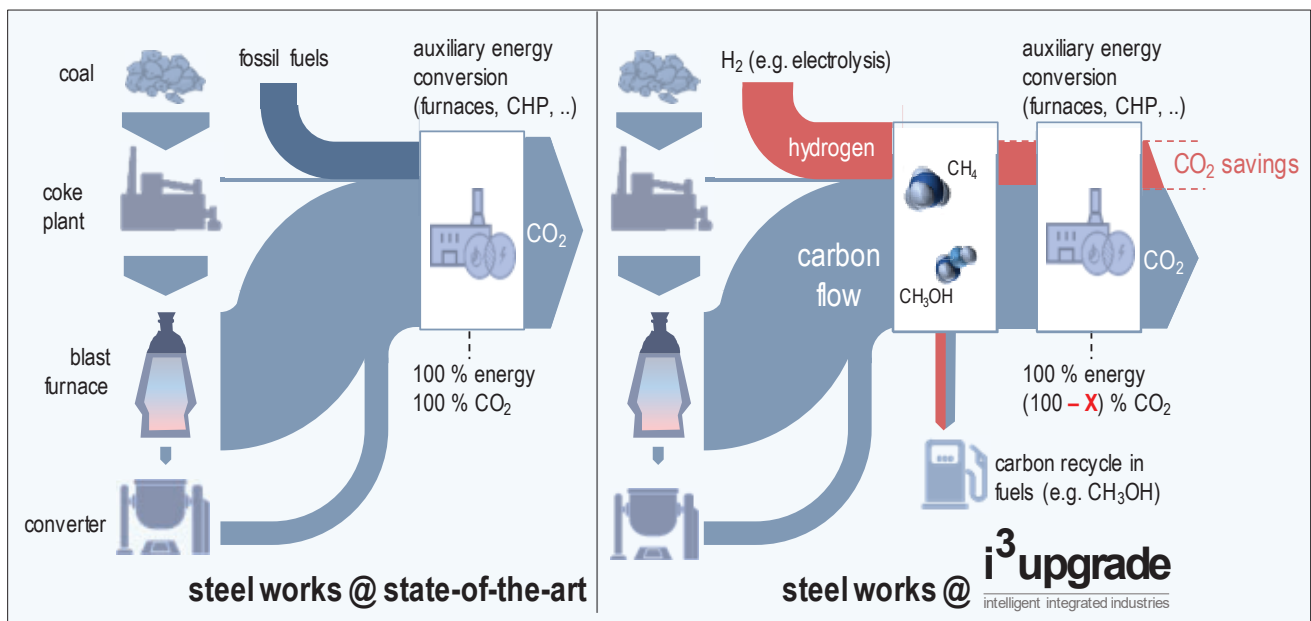 coal
fossil fuels
auxiliary energy
conversion
(furnaces, CHP, ..)
coke
plant
CO₂
blast
furnace
100 % energy
100 % CO₂
converter
steel works @ state-of-the-art
H₂ (e.g. electrolysis)
auxiliary energy
conversion
(furnaces, CHP, ..)
hydrogen
CH₄
CO₂ savings
carbon
flow
CH₃OH
CO₂
100 % energy
(100 – X) % CO₂
carbon recycle in
fuels (e.g. CH₃OH)
steel works @ i³upgrade
intelligent integrated industries